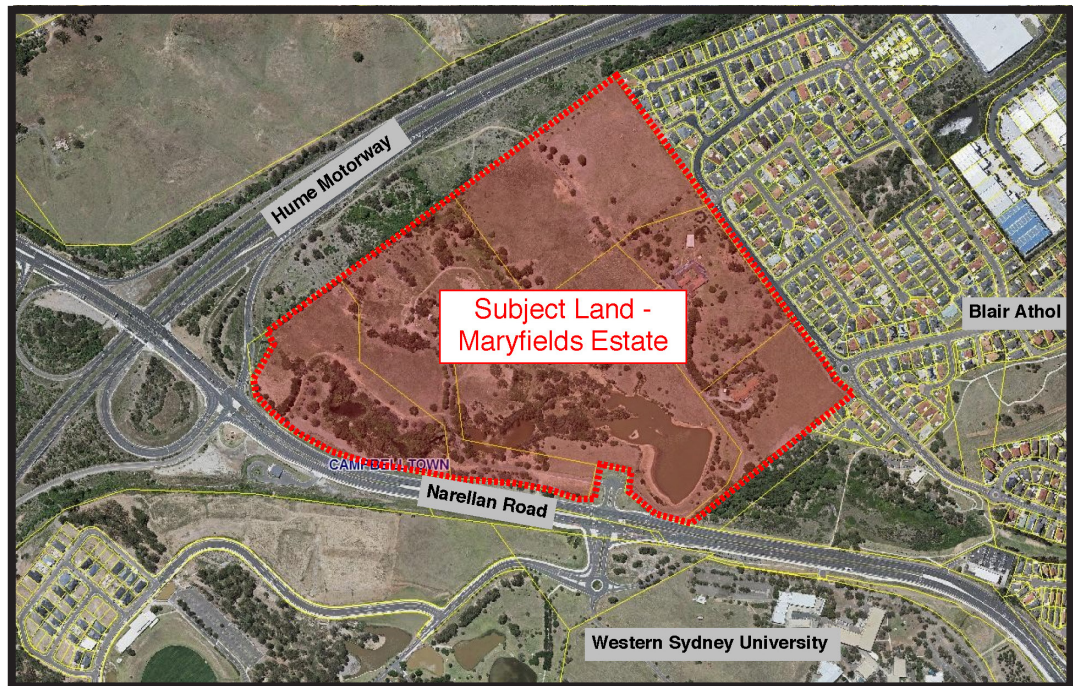 Hume Motorway
Subject Land -
Maryfields Estate
Blair Athol
CAMPBELLTOWN
Narellan Road
Western Sydney University